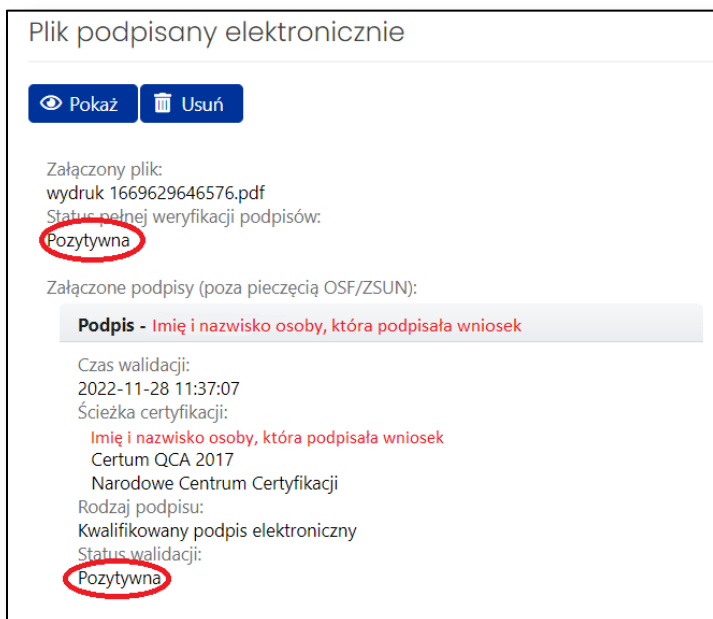 Plik podpisany elektronicznie
Pokaż Usuń
Załączony plik:
wydruk 1669629646576.pdf
Status pełnej weryfikacji podpisów:
Pozytywna
Załączone podpisy (poza pieczęcią OSF/ZSUN):
Podpis - Imię i nazwisko osoby, która podpisała wniosek
Czas walidacji:
2022-11-28 11:37:07
Ścieżka certyfikacji:
Imię i nazwisko osoby, która podpisała wniosek
Certum QCA 2017
Narodowe Centrum Certyfikacji
Rodzaj podpisu:
Kwalifikowany podpis elektroniczny
Status walidacji:
Pozytywna